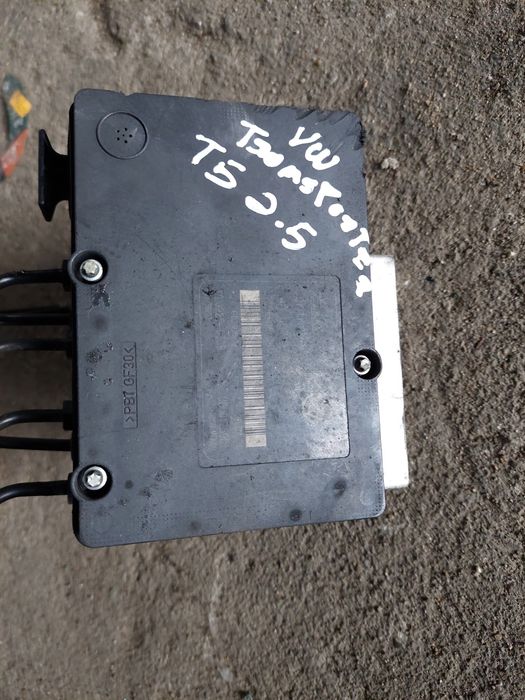 VW
TRANSPORTER
T5 2.5
>PBT GF30<